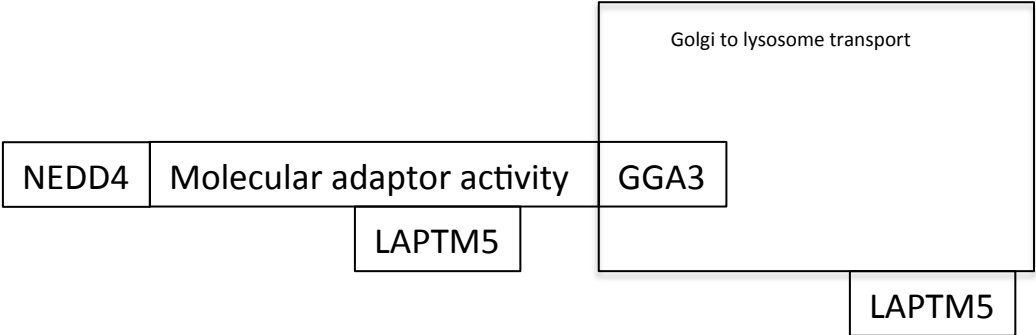 Golgi to lysosome transport
NEDD4
Molecular adaptor activity
GGA3
LAPTM5
LAPTM5